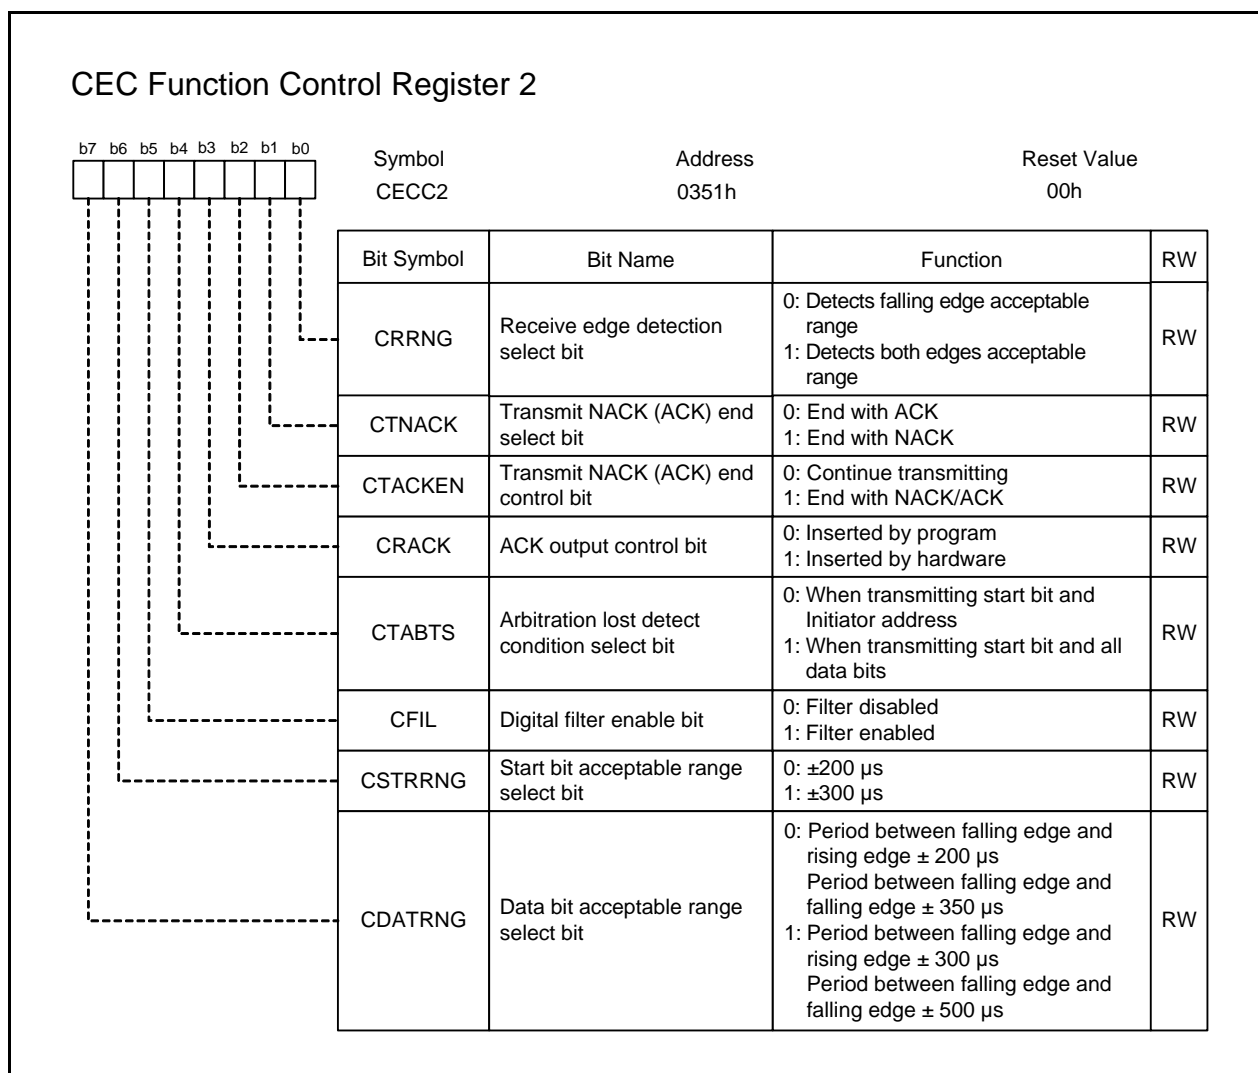 CEC Function Control Register 2
b7 b6 b5 b4 b3 b2 b1 b0
Symbol Address Reset Value
CECC2 0351h 00h
Bit Symbol Bit Name Function RW
CRRNG
Receive edge detection
select bit
0: Detects falling edge acceptable
range
1: Detects both edges acceptable
range
RW
CTNACK
Transmit NACK (ACK) end
select bit
0: End with ACK
1: End with NACK
RW
CTACKEN
Transmit NACK (ACK) end
control bit
0: Continue transmitting
1: End with NACK/ACK
RW
CRACK
ACK output control bit
0: Inserted by program
1: Inserted by hardware
RW
CTABTS
Arbitration lost detect
condition select bit
0: When transmitting start bit and
Initiator address
1: When transmitting start bit and all
data bits
RW
CFIL
Digital filter enable bit
0: Filter disabled
1: Filter enabled
RW
CSTRRNG
Start bit acceptable range
select bit
0: ±200 µs
1: ±300 µs
RW
CDATRNG
Data bit acceptable range
select bit
0: Period between falling edge and
rising edge ± 200 µs
Period between falling edge and
falling edge ± 350 µs
1: Period between falling edge and
rising edge ± 300 µs
Period between falling edge and
falling edge ± 500 µs
RW